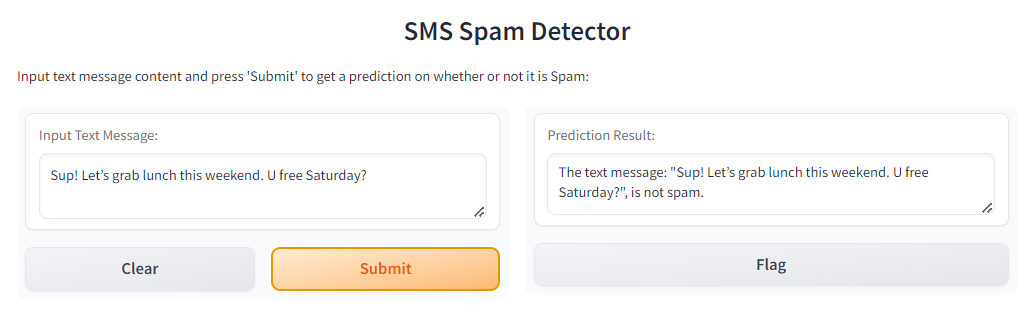 SMS Spam Detector
Input text message content and press 'Submit' to get a prediction on whether or not it is Spam:
Input Text Message:
Sup! Let’s grab lunch this weekend. U free Saturday?
Clear
Submit
Prediction Result:
The text message: "Sup! Let’s grab lunch this weekend. U free
Saturday?", is not spam.
Flag